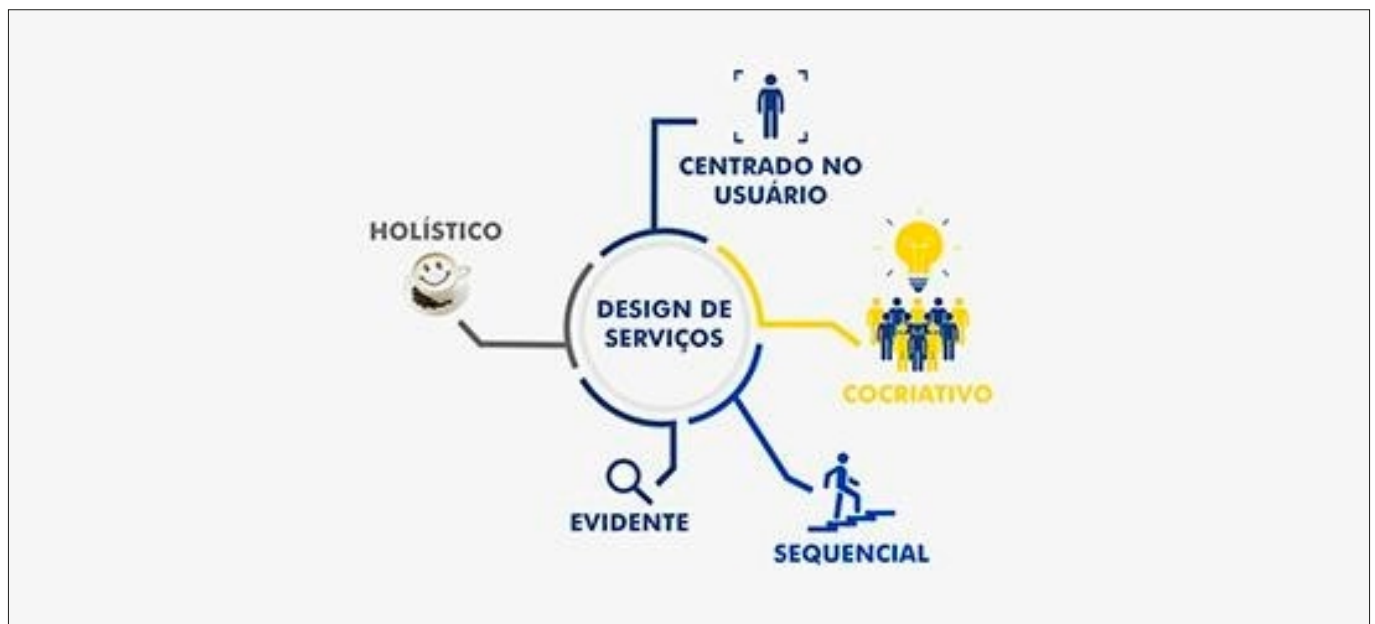 CENTRADO NO
USUÁRIO
HOLÍSTICO
DESIGN DE
SERVIÇOS
COCRIATIVO
EVIDENTE
SEQUENCIAL